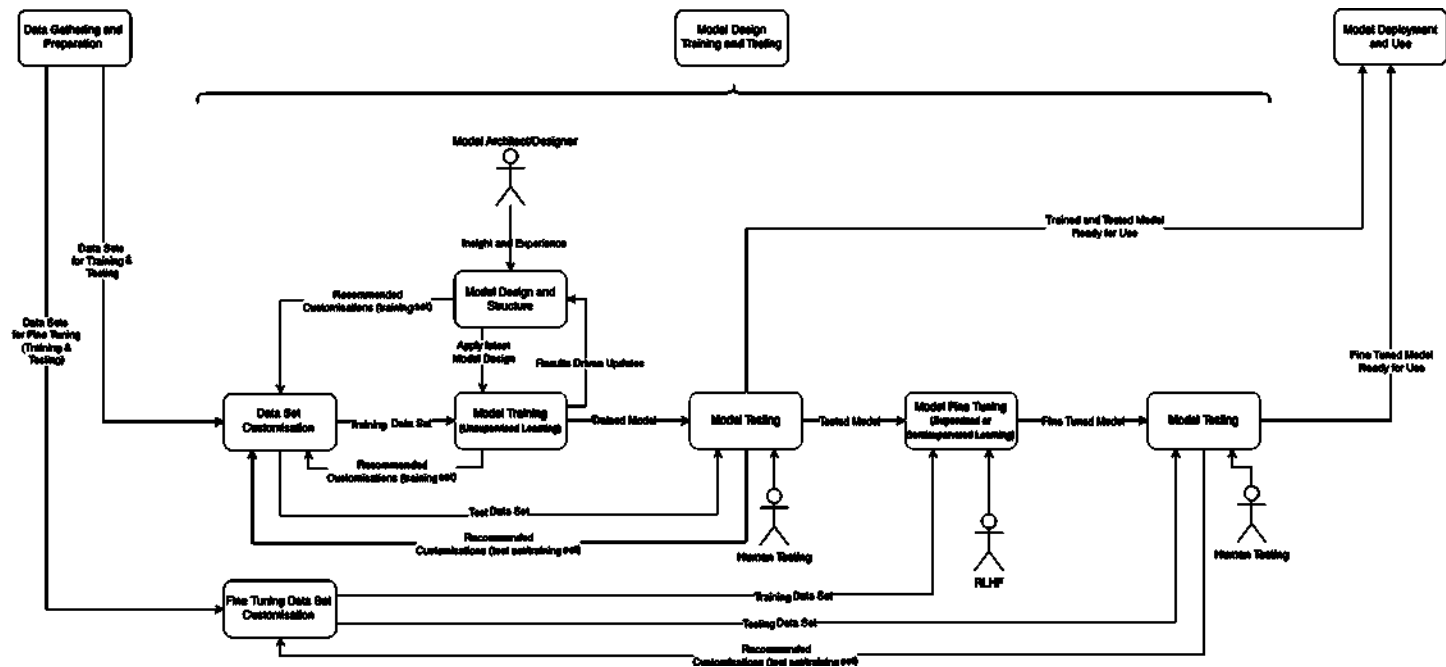 Data Gathering and
Preparation
Model Design
Training and Testing
Model Deployment
and Use
Model Architect/Designer
Insight and Experience
Trained and Tested Model
Ready for Use
Data Sets
for Training &
Testing
Data Sets
for Fine Tuning
(Training &
Testing)
Recommended
Customisations (training set)
Model Design and
Structure
Apply latest
Model Design
Results Driven Updates
Fine Tuned Model
Ready for Use
Data Set
Customisation
Training Data Set
Model Training
(Unsupervised Learning)
Trained Model
Model Testing
Tested Model
Model Fine Tuning
(Supervised or
Semisupervised Learning)
Fine Tuned Model
Model Testing
Recommended
Customisations (training set)
Test Data Set
Recommended
Customisations (test set/training set)
Human Testing
RLHF
Human Testing
Fine Tuning Data Set
Customisation
Training Data Set
Testing Data Set
Recommended
Customisations (test set/training set)